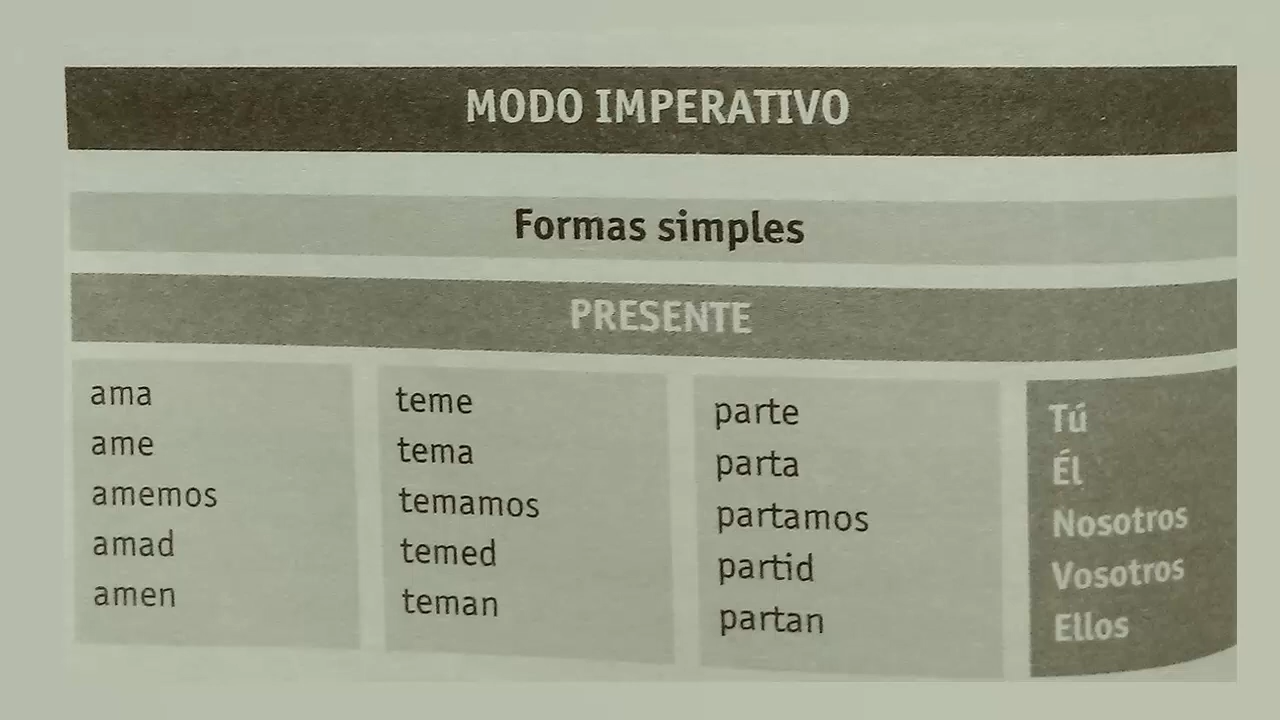 MODO IMPERATIVO
Formas simples
PRESENTE
ama teme parte Tú
ame tema parta Él
amemos temamos partamos Nosotros
amad temed partid Vosotros
amen teman partan Ellos